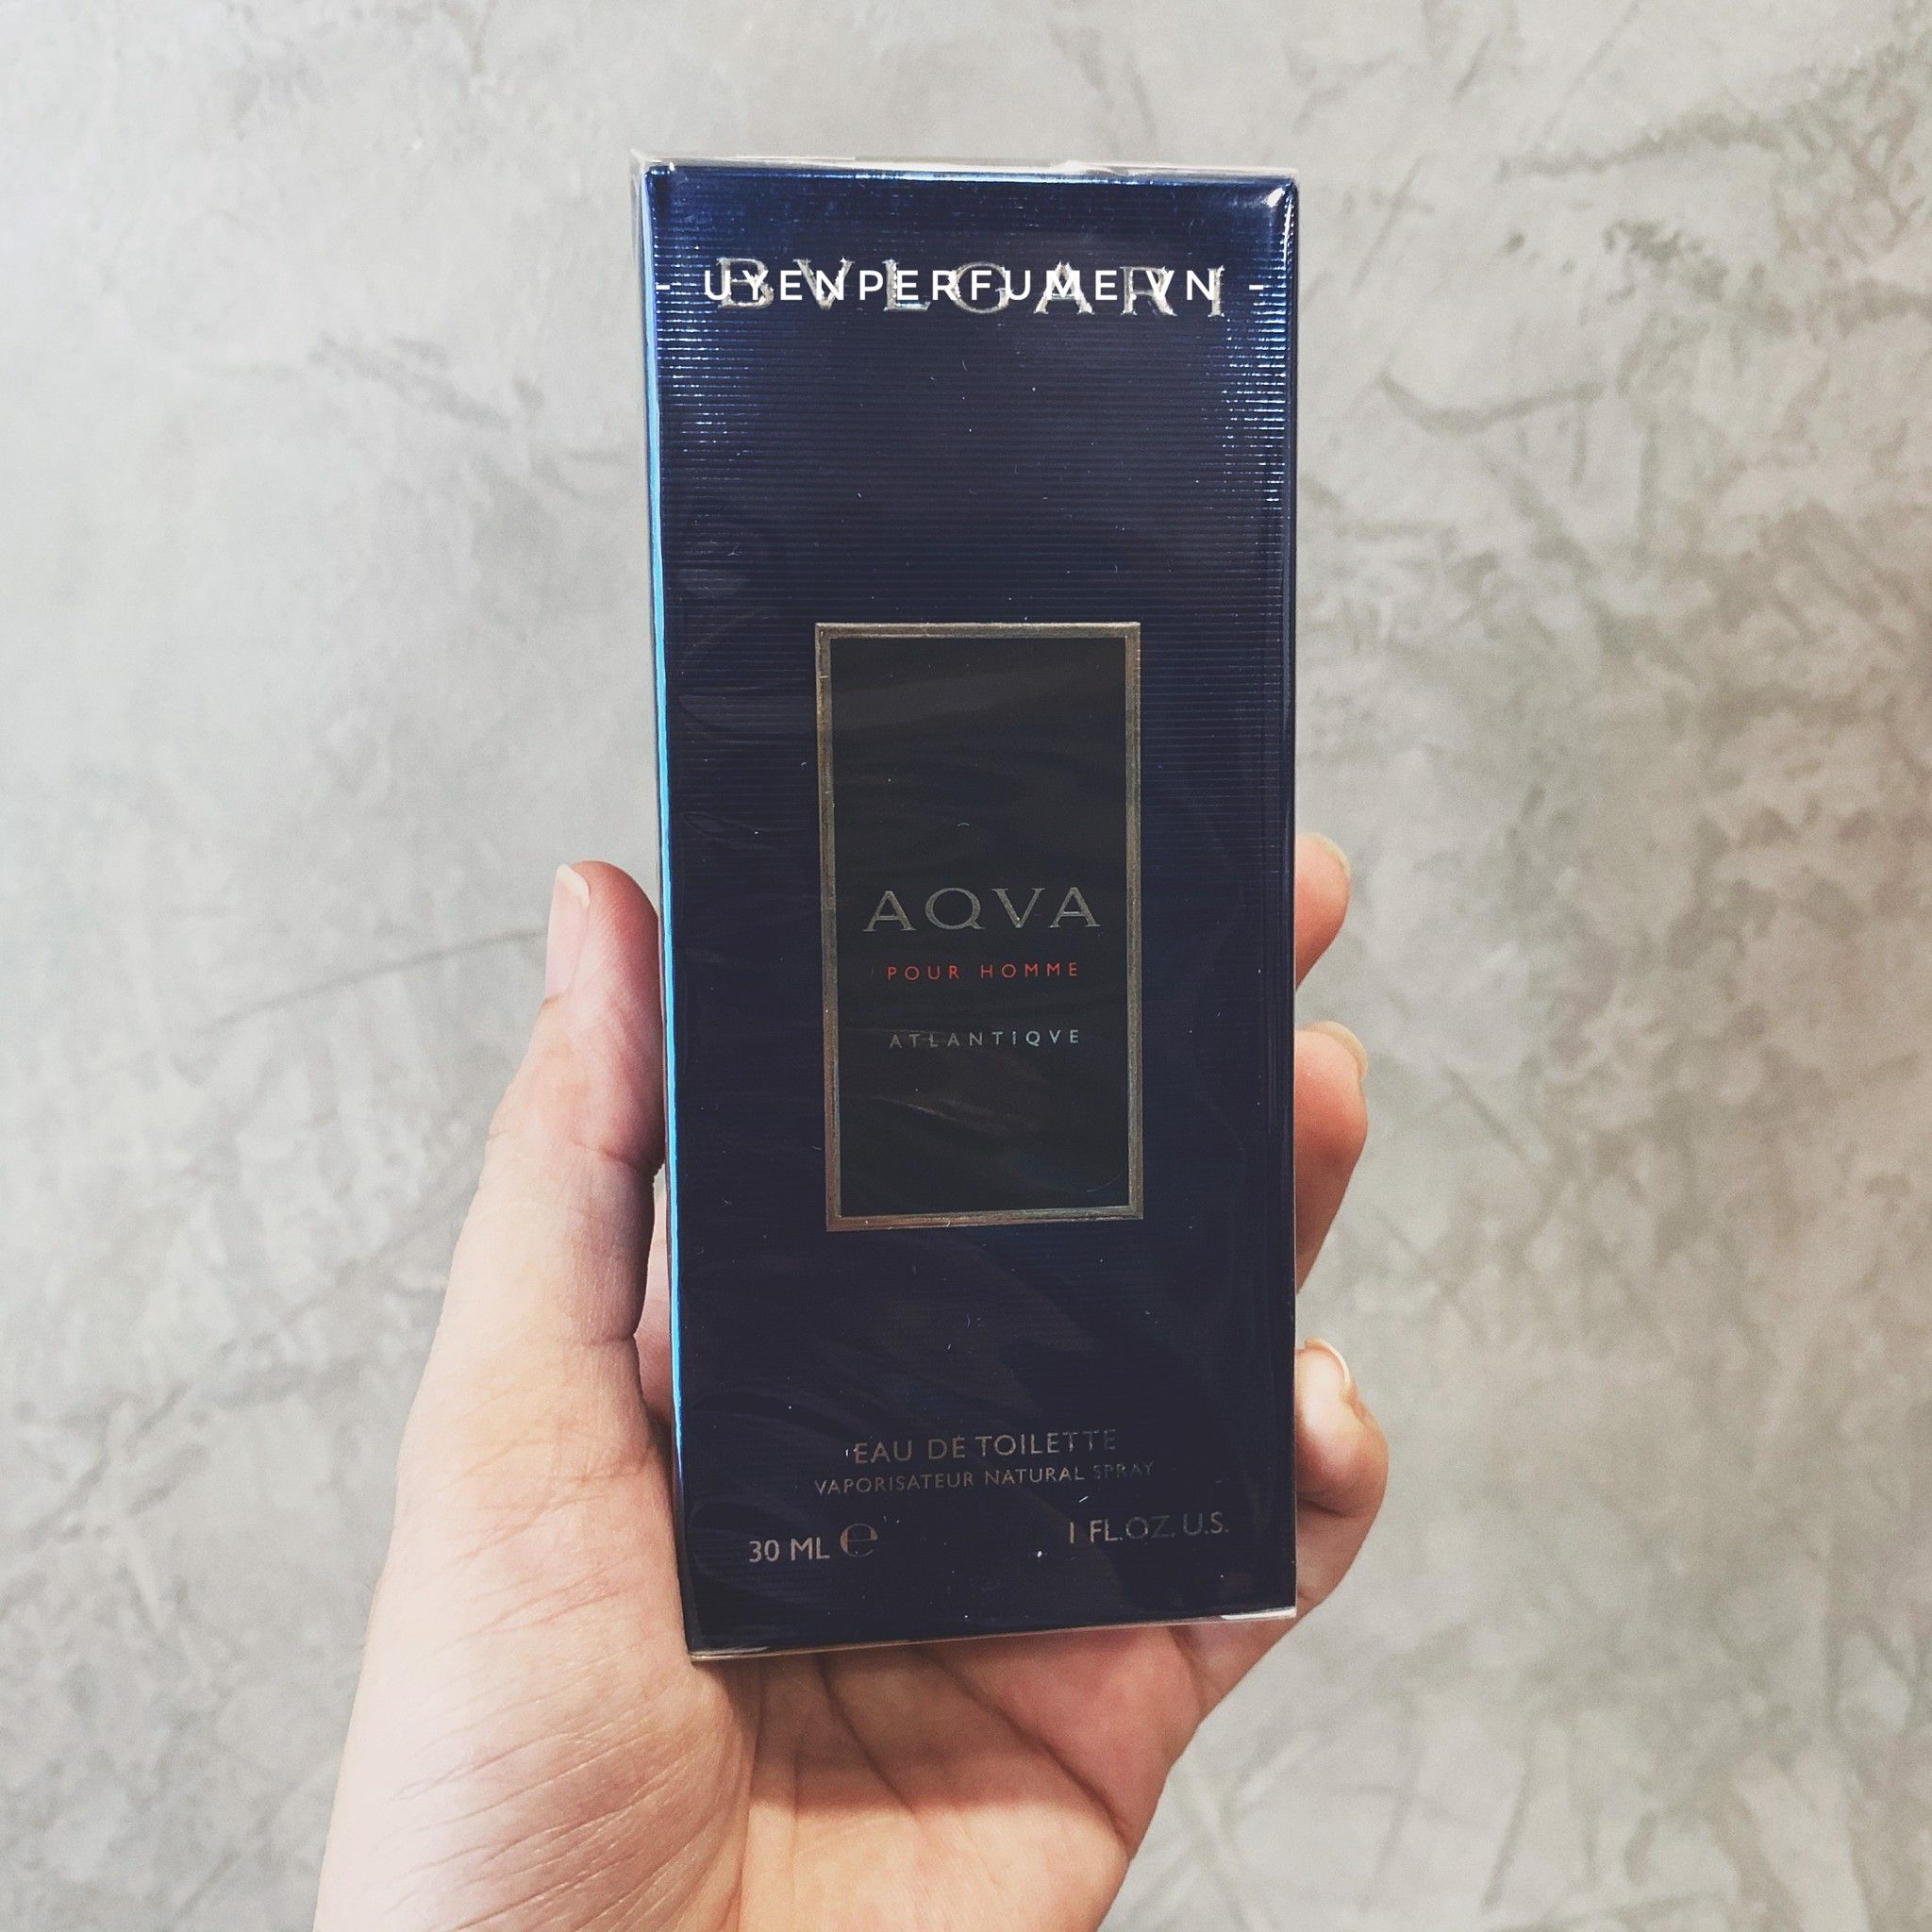 BVLGARI
- UYENPERFUME.VN -
AQVA
POUR HOMME
ATLANTIQVE
EAU DE TOILETTE
VAPORISATEUR NATURAL SPRAY
30 ML ℮ 1 FL.OZ. U.S.